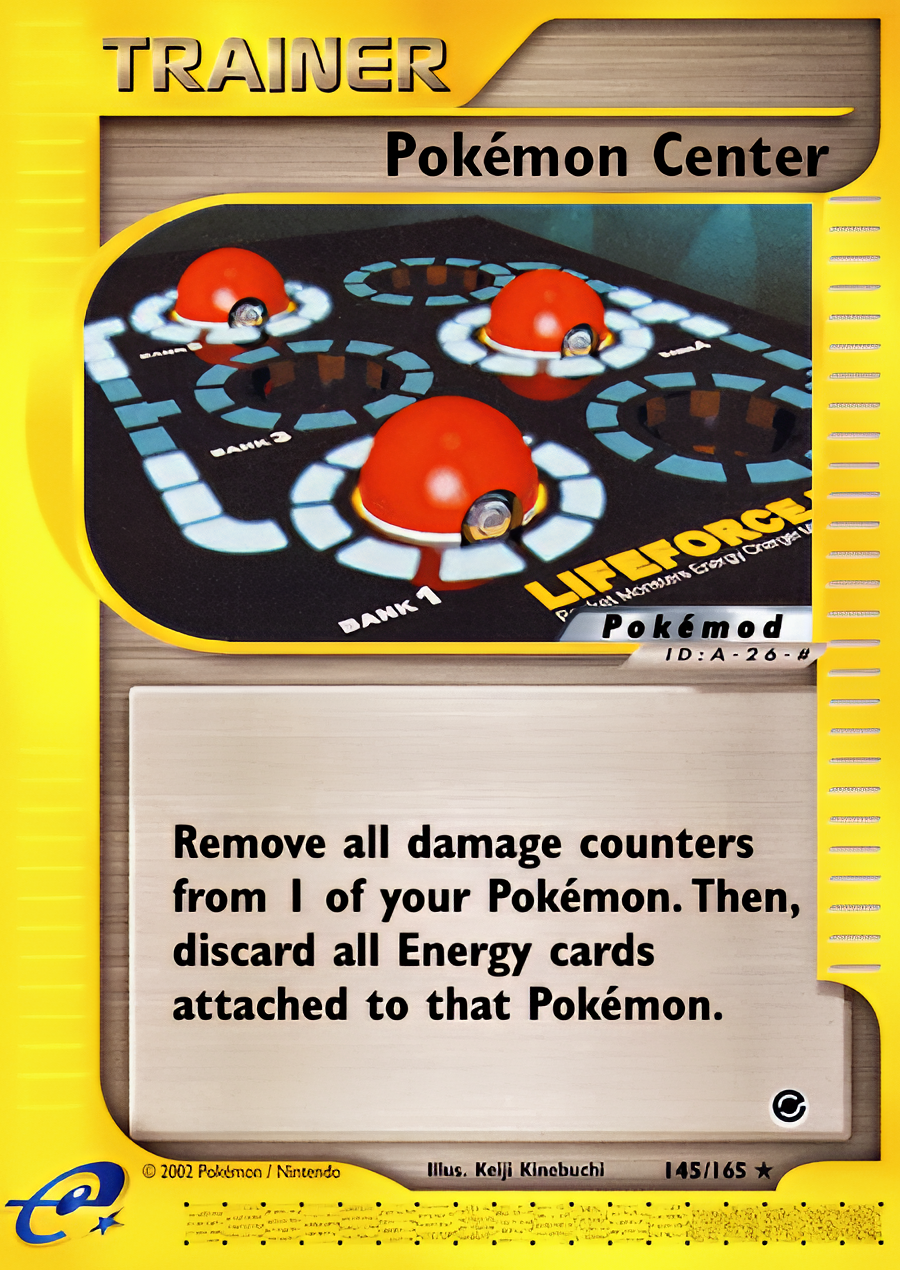 TRAINER
Pokémon Center
BANK 3
BANK 1
LIFEFORCE
Pokémod
ID:A-26-#
Remove all damage counters
from 1 of your Pokémon. Then,
discard all Energy cards
attached to that Pokémon.
© 2002 Pokémon / Nintendo
Illus. Keiji Kinebuchi
145/165 ★